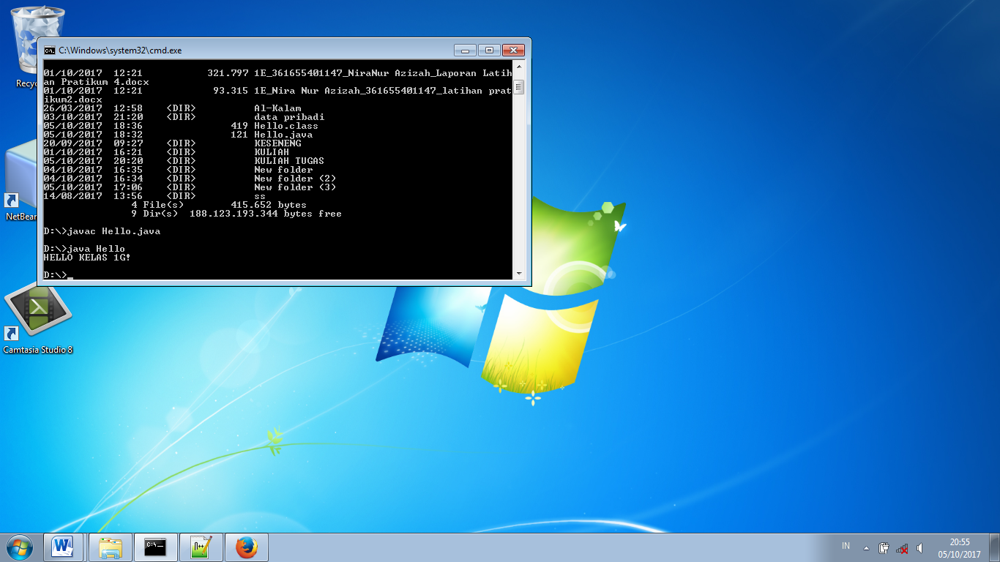 Recyc
C:\Windows\system32\cmd.exe
01/10/2017  12:21           321.797 1E_361655401147_NiraNur Azizah_Laporan Latih
an Pratikum 4.docx
01/10/2017  12:21            93.315 1E_Nira Nur Azizah_361655401147_latihan prat
ikum2.docx
26/03/2017  12:58    <DIR>          Al-Kalam
03/10/2017  21:20    <DIR>          data pribadi
05/10/2017  18:36               419 Hello.class
05/10/2017  18:32               121 Hello.java
20/09/2017  09:27    <DIR>          KESENENG
01/10/2017  16:21    <DIR>          KULIAH
05/10/2017  20:20    <DIR>          KULIAH TUGAS
04/10/2017  16:35    <DIR>          New folder
04/10/2017  16:34    <DIR>          New folder (2)
05/10/2017  17:06    <DIR>          New folder (3)
14/08/2017  13:56    <DIR>          ss
               4 File(s)        415.652 bytes
               9 Dir(s)  188.123.193.344 bytes free
D:\>javac Hello.java
D:\>java Hello
HELLO KELAS 1G!
D:\>_
NetBean
Camtasia Studio 8
IN
20:55
05/10/2017